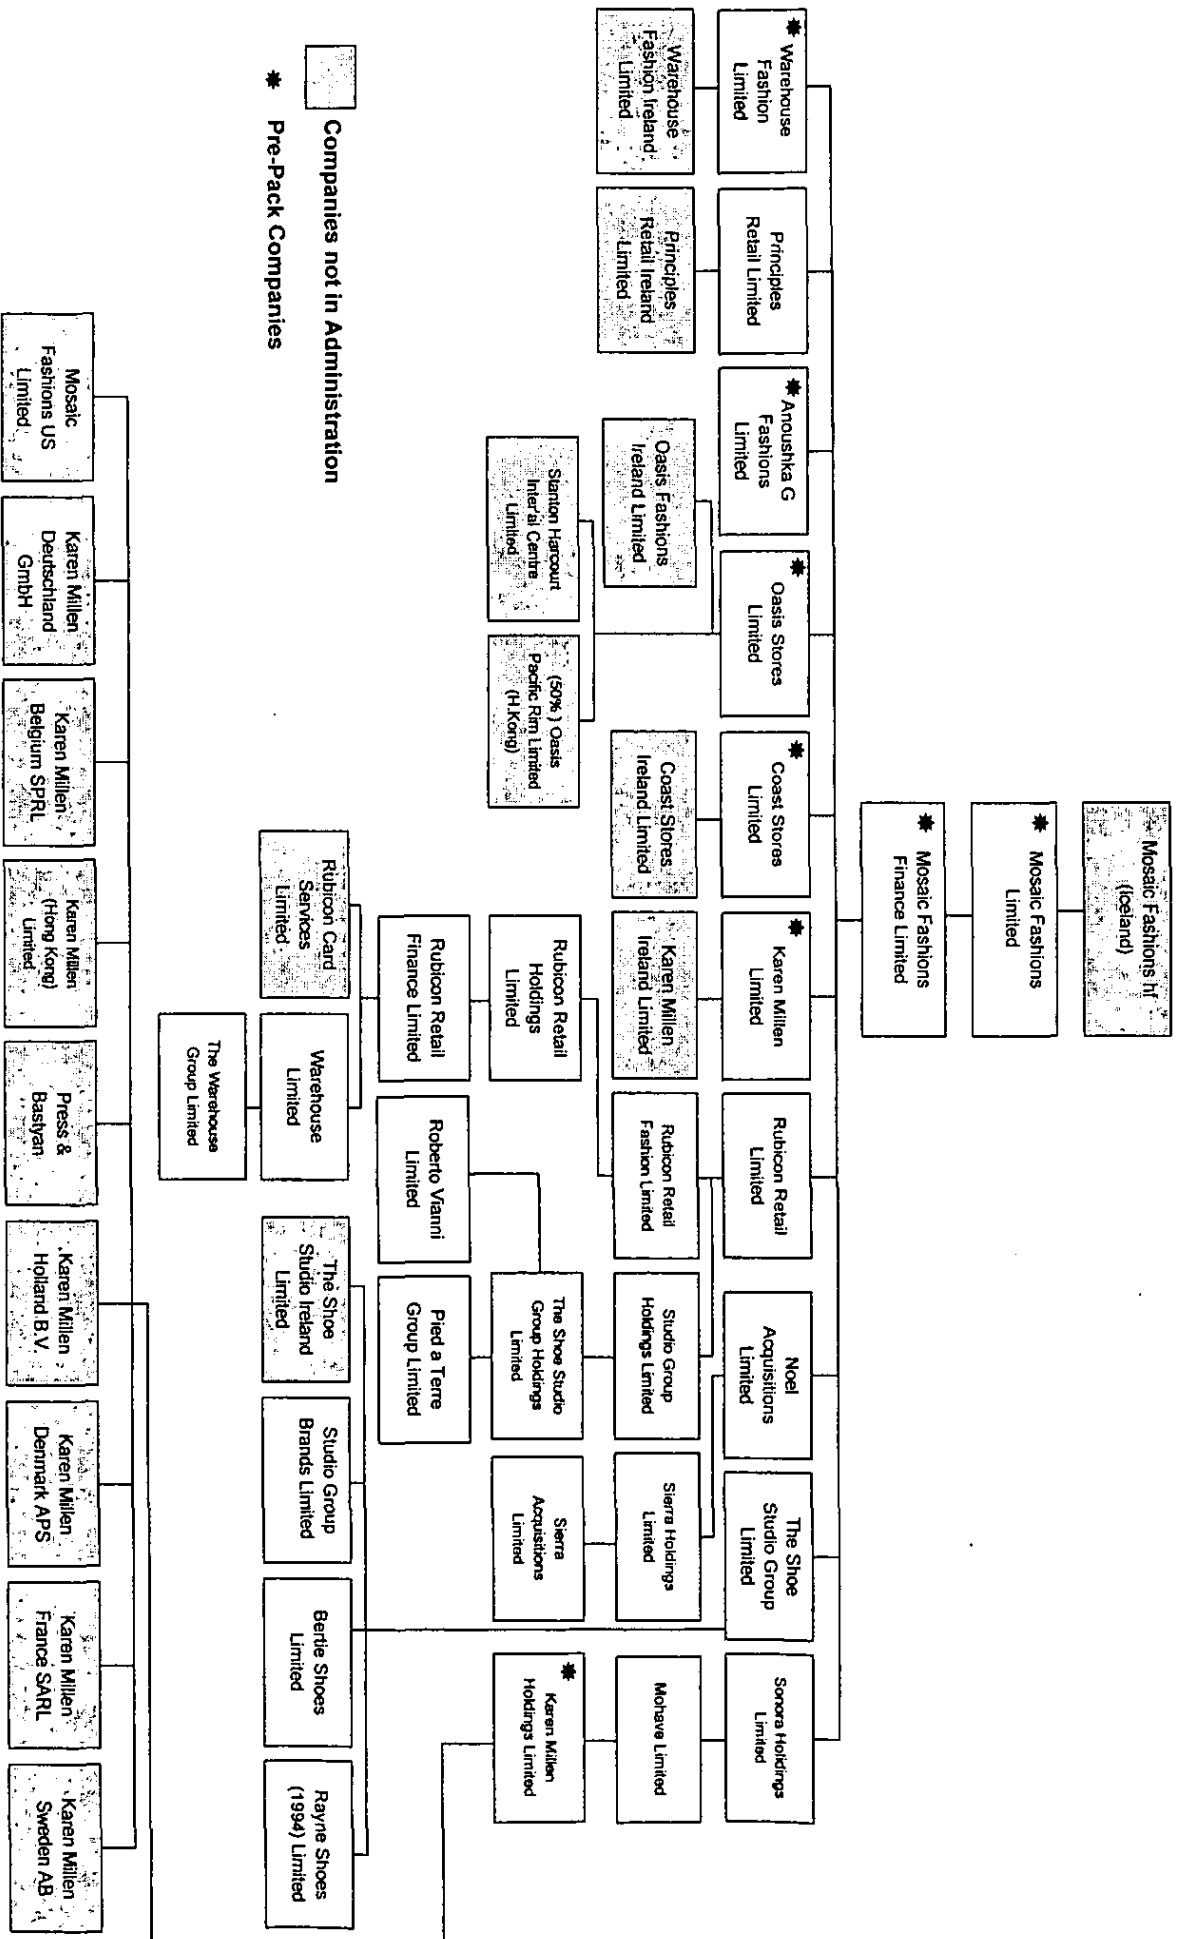 Mosaic Fashions hf
(Iceland)
✱ Mosaic Fashions
Limited
✱ Mosaic Fashions
Finance Limited
✱ Warehouse
Fashion
Limited
Principles
Retail Limited
✱ Anoushka G
Fashions
Limited
✱ Oasis Stores
Limited
✱ Coast Stores
Limited
✱ Karen Millen
Limited
Rubicon Retail
Limited
Noel
Acquisitions
Limited
The Shoe
Studio Group
Limited
Sonora Holdings
Limited
Warehouse
Fashion Ireland
Limited
Principles
Retail Ireland
Limited
Oasis Fashions
Ireland Limited
Coast Stores
Ireland Limited
Karen Millen
Ireland Limited
Rubicon Retail
Fashion Limited
Studio Group
Holdings Limited
Sierra Holdings
Limited
Mohave Limited
Stanton Harcourt
Inter'al Centre
Limited
(50% ) Oasis
Pacific Rim Limited
(H.Kong)
Rubicon Retail
Holdings
Limited
The Shoe Studio
Group Holdings
Limited
Sierra
Acquisitions
Limited
✱ Karen Millen
Holdings Limited
Rubicon Retail
Finance Limited
Roberto Vianni
Limited
Pied a Terre
Group Limited
Companies not in Administration
✱ Pre-Pack Companies
Rubicon Card
Services
Limited
Warehouse
Limited
The Shoe
Studio Ireland
Limited
Studio Group
Brands Limited
Bertie Shoes
Limited
Rayne Shoes
(1994) Limited
The Warehouse
Group Limited
Mosaic
Fashions US
Limited
Karen Millen
Deutschland
GmbH
Karen Millen
Belgium SPRL
Karen Millen
(Hong Kong)
Limited
Press &
Bastyan
Karen Millen
Holland B.V.
Karen Millen
Denmark APS
Karen Millen
France SARL
Karen Millen
Sweden AB